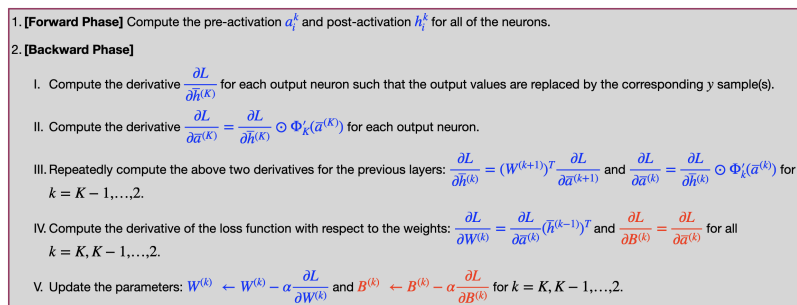 1. [Forward Phase] Compute the pre-activation aᵢᵏ and post-activation hᵢᵏ for all of the neurons.
2. [Backward Phase]
I. Compute the derivative ∂L/∂h̅⁽ᴷ⁾ for each output neuron such that the output values are replaced by the corresponding y sample(s).
II. Compute the derivative ∂L/∂a̅⁽ᴷ⁾ = ∂L/∂h̅⁽ᴷ⁾ ⊙ Φ′_K(a̅⁽ᴷ⁾) for each output neuron.
III. Repeatedly compute the above two derivatives for the previous layers: ∂L/∂h̅⁽ᵏ⁾ = (W⁽ᵏ⁺¹⁾)ᵀ ∂L/∂a̅⁽ᵏ⁺¹⁾ and ∂L/∂a̅⁽ᵏ⁾ = ∂L/∂h̅⁽ᵏ⁾ ⊙ Φ′ₖ(a̅⁽ᵏ⁾) for
k = K − 1,…,2.
IV. Compute the derivative of the loss function with respect to the weights: ∂L/∂W⁽ᵏ⁾ = ∂L/∂a̅⁽ᵏ⁾ (h̅⁽ᵏ⁻¹⁾)ᵀ and ∂L/∂B⁽ᵏ⁾ = ∂L/∂a̅⁽ᵏ⁾ for all
k = K, K − 1,…,2.
V. Update the parameters: W⁽ᵏ⁾ ← W⁽ᵏ⁾ − α ∂L/∂W⁽ᵏ⁾ and B⁽ᵏ⁾ ← B⁽ᵏ⁾ − α ∂L/∂B⁽ᵏ⁾ for k = K, K − 1,…,2.